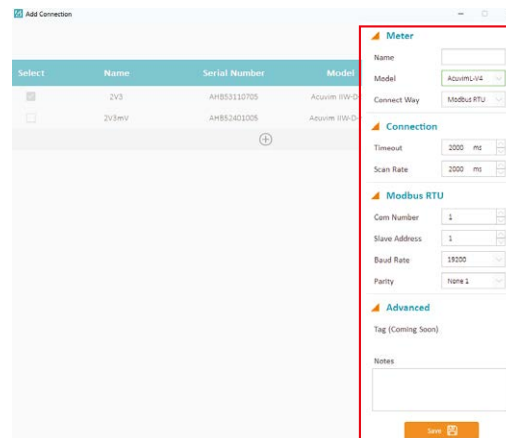 Add Connection
Meter
Name
Model AcuvimL-V4
Connect Way Modbus RTU
Select Name Serial Number Model
2V3 AHB53110705 Acuvim IIW-D-
2V3mV AHB52401005 Acuvim IIW-D-
Connection
Timeout 2000 ms
Scan Rate 2000 ms
Modbus RTU
Com Number 1
Slave Address 1
Baud Rate 19200
Parity None 1
Advanced
Tag (Coming Soon)
Notes
Save